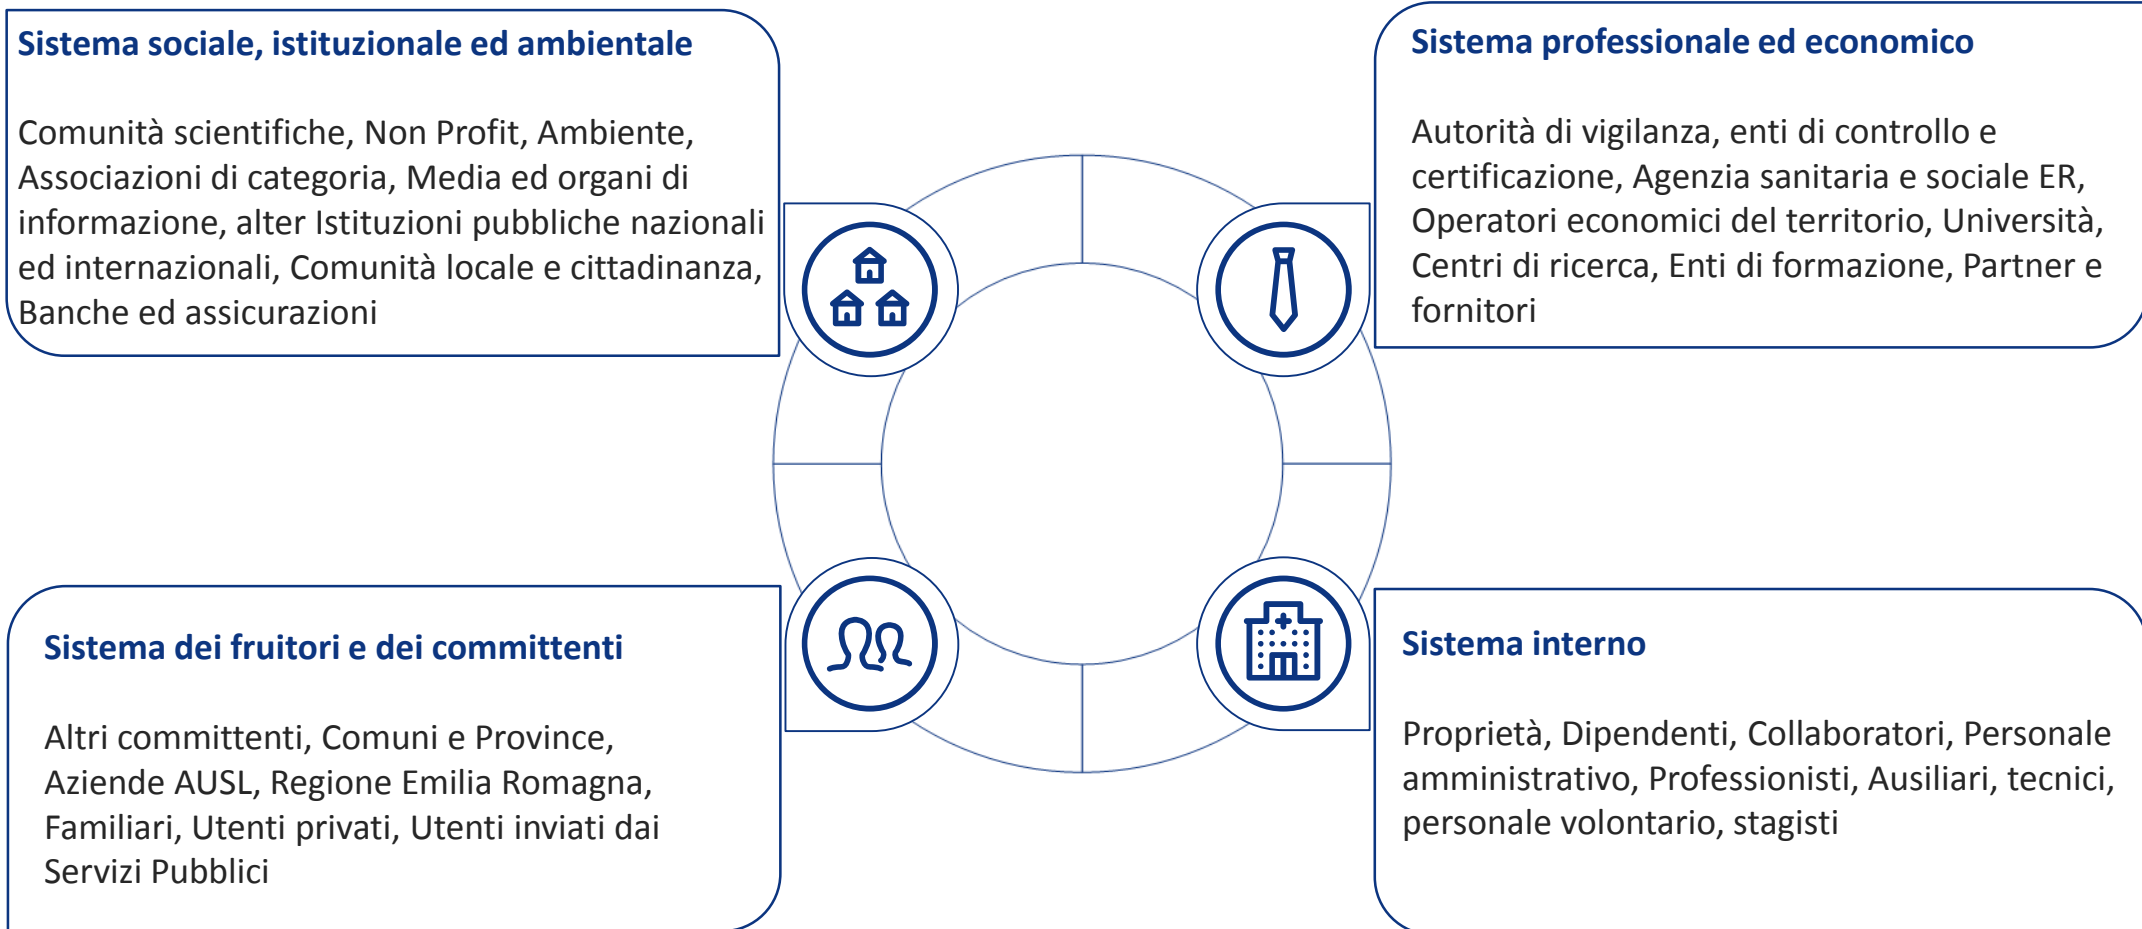 Sistema sociale, istituzionale ed ambientale
Comunità scientifiche, Non Profit, Ambiente,
Associazioni di categoria, Media ed organi di
informazione, alter Istituzioni pubbliche nazionali
ed internazionali, Comunità locale e cittadinanza,
Banche ed assicurazioni
Sistema professionale ed economico
Autorità di vigilanza, enti di controllo e
certificazione, Agenzia sanitaria e sociale ER,
Operatori economici del territorio, Università,
Centri di ricerca, Enti di formazione, Partner e
fornitori
Sistema dei fruitori e dei committenti
Altri committenti, Comuni e Province,
Aziende AUSL, Regione Emilia Romagna,
Familiari, Utenti privati, Utenti inviati dai
Servizi Pubblici
Sistema interno
Proprietà, Dipendenti, Collaboratori, Personale
amministrativo, Professionisti, Ausiliari, tecnici,
personale volontario, stagisti